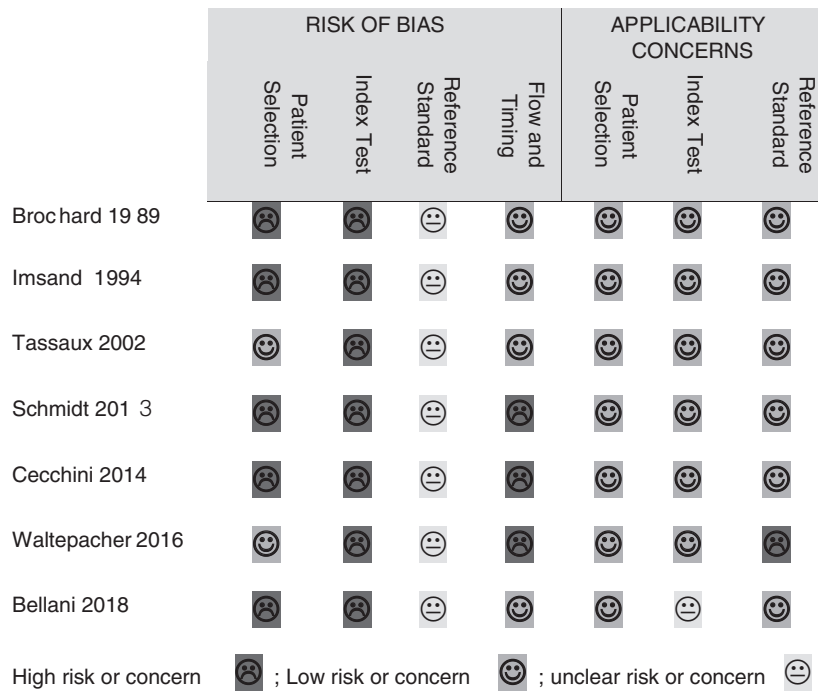 RISK OF BIAS
APPLICABILITY
CONCERNS
Patient
Selection
Index Test
Reference
Standard
Flow and
Timing
Patient
Selection
Index Test
Reference
Standard
Broc hard 19 89
Imsand 1994
Tassaux 2002
Schmidt 201 3
Cecchini 2014
Waltepacher 2016
Bellani 2018
High risk or concern ; Low risk or concern ; unclear risk or concern